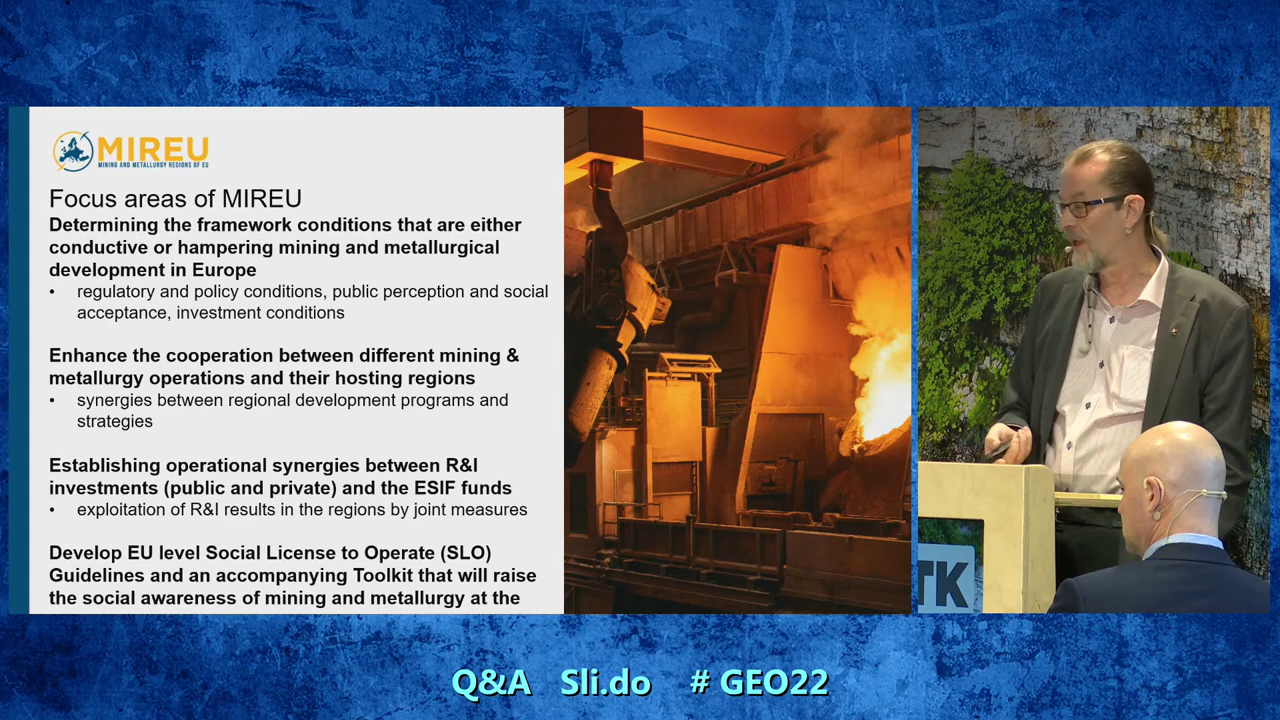 MIREU
MINING AND METALLURGY REGIONS OF EU
Focus areas of MIREU
Determining the framework conditions that are either
conductive or hampering mining and metallurgical
development in Europe
• regulatory and policy conditions, public perception and social
acceptance, investment conditions
Enhance the cooperation between different mining &
metallurgy operations and their hosting regions
• synergies between regional development programs and
strategies
Establishing operational synergies between R&I
investments (public and private) and the ESIF funds
• exploitation of R&I results in the regions by joint measures
Develop EU level Social License to Operate (SLO)
Guidelines and an accompanying Toolkit that will raise
the social awareness of mining and metallurgy at the
22
TK
Q&A Sli.do # GEO22